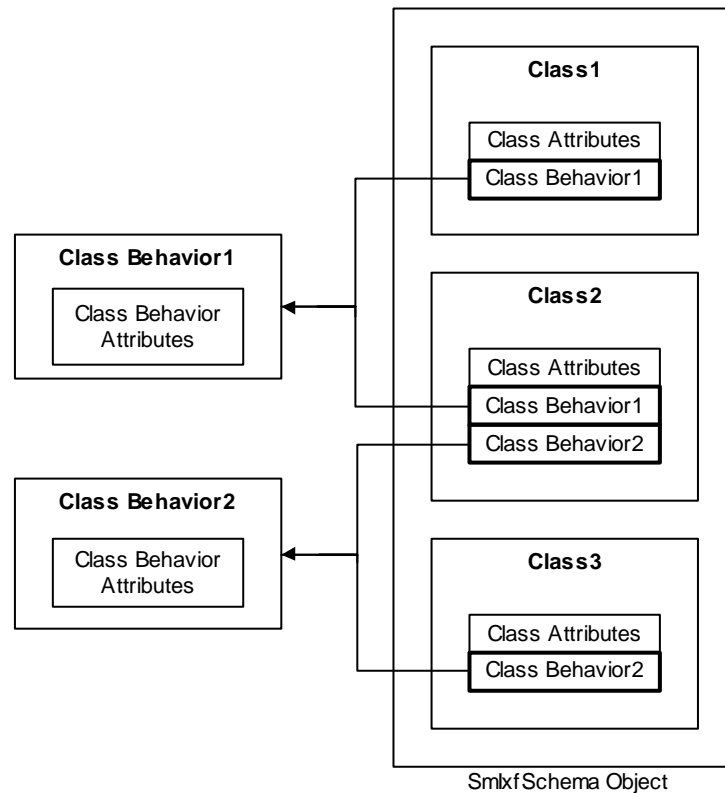 Class1
Class Attributes
Class Behavior1
Class Behavior1
Class Behavior
Attributes
Class2
Class Attributes
Class Behavior1
Class Behavior2
Class Behavior2
Class Behavior
Attributes
Class3
Class Attributes
Class Behavior2
SmlxfSchema Object